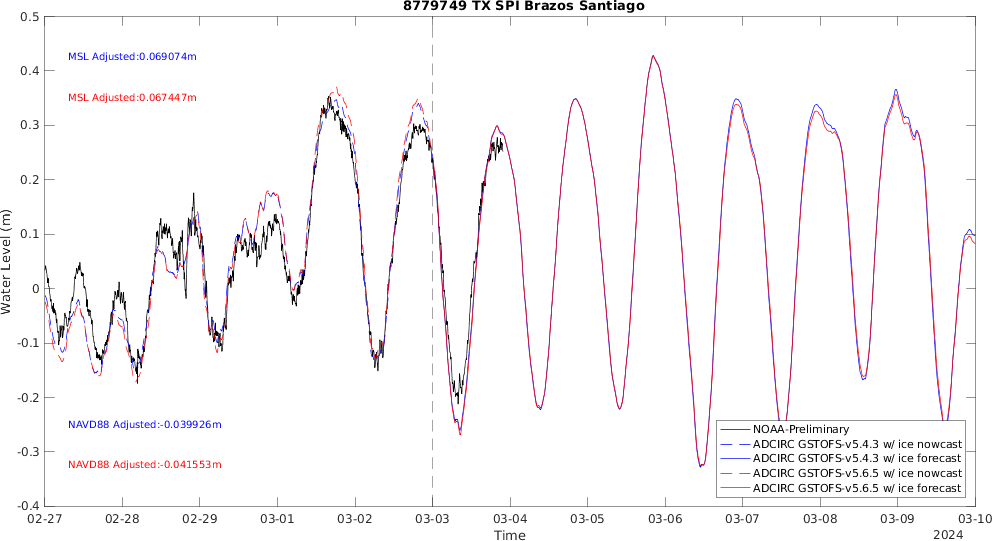 8779749 TX SPI Brazos Santiago
0.5
0.4
0.3
0.2
0.1
0
-0.1
-0.2
-0.3
-0.4
Water Level (m)
MSL Adjusted:0.069074m
MSL Adjusted:0.067447m
NAVD88 Adjusted:-0.039926m
NAVD88 Adjusted:-0.041553m
NOAA-Preliminary
ADCIRC GSTOFS-v5.4.3 w/ ice nowcast
ADCIRC GSTOFS-v5.4.3 w/ ice forecast
ADCIRC GSTOFS-v5.6.5 w/ ice nowcast
ADCIRC GSTOFS-v5.6.5 w/ ice forecast
02-27 02-28 02-29 03-01 03-02 03-03 03-04 03-05 03-06 03-07 03-08 03-09 03-10
Time
2024